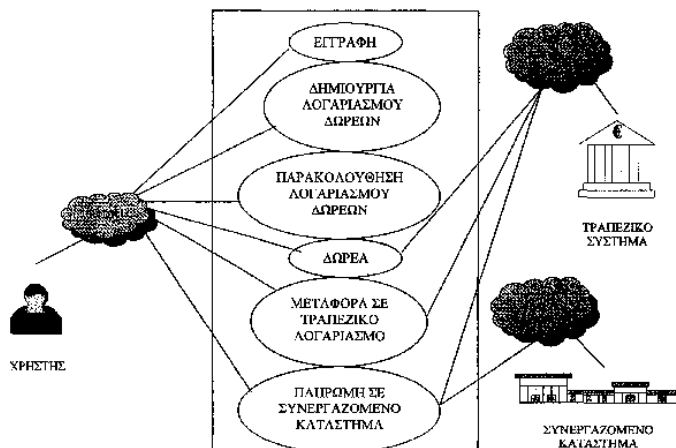 ΕΓΓΡΑΦΗ
ΔΗΜΙΟΥΡΓΙΑ
ΛΟΓΑΡΙΑΣΜΟΥ
ΔΩΡΕΩΝ
ΠΑΡΑΚΟΛΟΥΘΗΣΗ
ΛΟΓΑΡΙΑΣΜΟΥ
ΔΩΡΕΩΝ
ΔΩΡΕΑ
ΜΕΤΑΦΟΡΑ ΣΕ
ΤΡΑΠΕΖΙΚΟ
ΛΟΓΑΡΙΑΣΜΟ
ΠΛΗΡΩΜΗ ΣΕ
ΣΥΝΕΡΓΑΖΟΜΕΝΟ
ΚΑΤΑΣΤΗΜΑ
ΧΡΗΣΤΗΣ
€
ΤΡΑΠΕΖΙΚΟ
ΣΥΣΤΗΜΑ
ΣΥΝΕΡΓΑΖΟΜΕΝΟ
ΚΑΤΑΣΤΗΜΑ